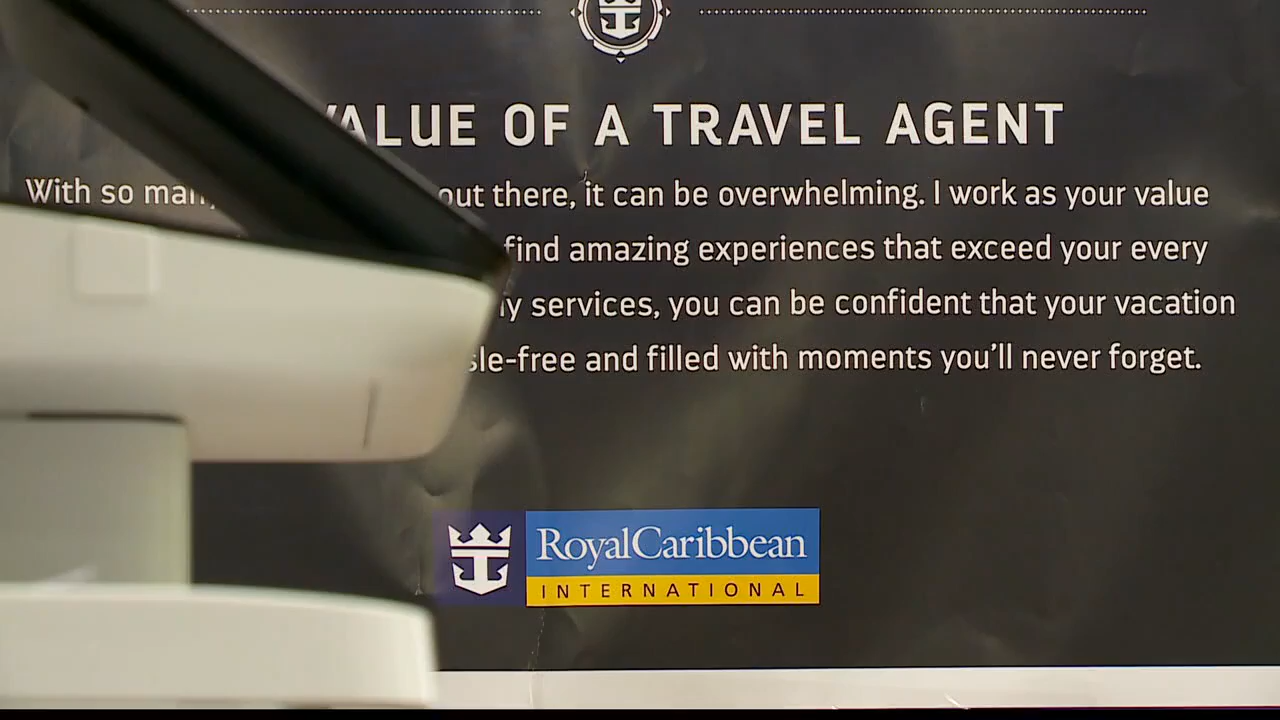 VALUE OF A TRAVEL AGENT
With so many out there, it can be overwhelming. I work as your value
find amazing experiences that exceed your every
services, you can be confident that your vacation
and filled with moments you'll never forget.
RoyalCaribbean
INTERNATIONAL